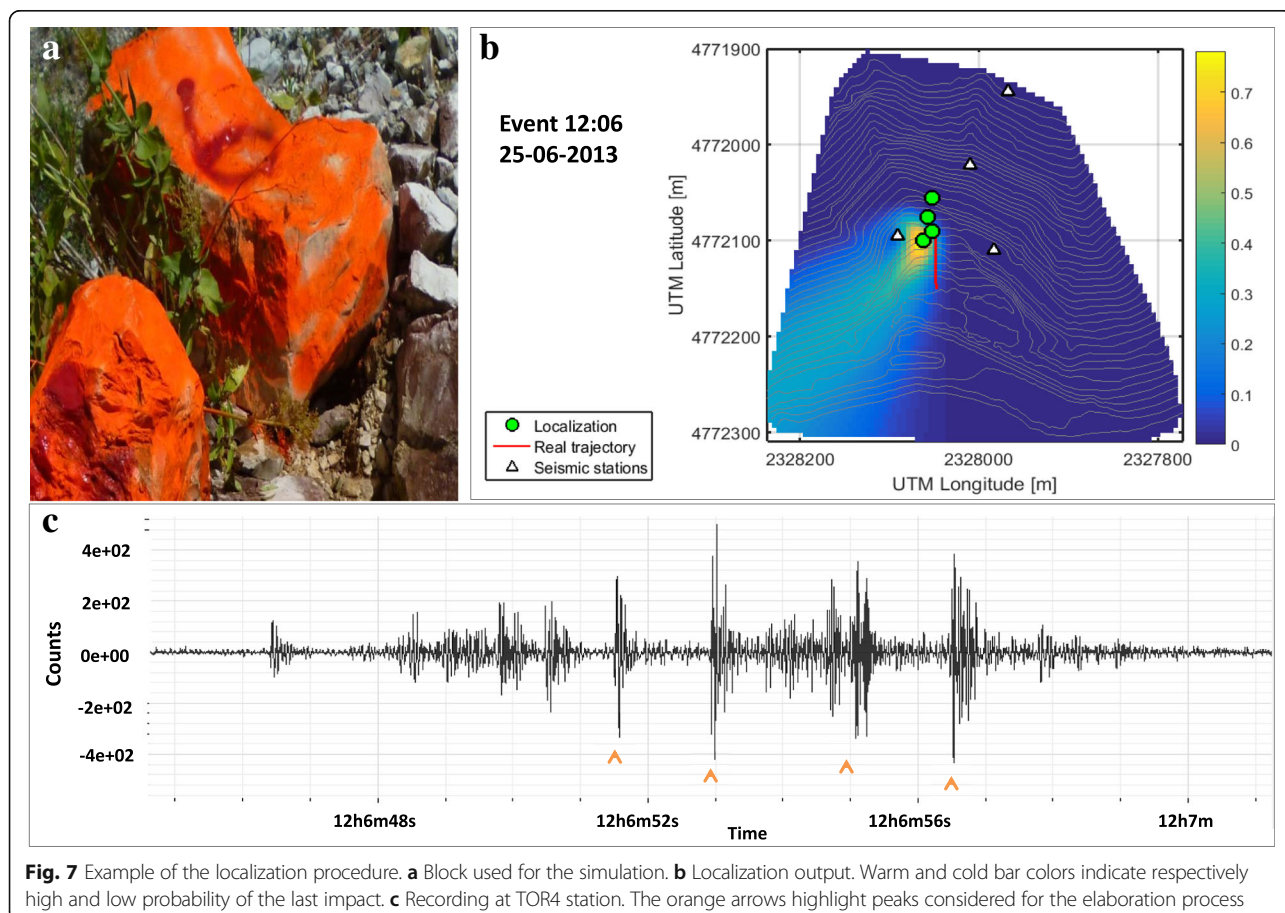 a
b
Event 12:06
25-06-2013
4771900
4772000
4772100
4772200
4772300
UTM Latitude [m]
2328200
2328000
2327800
UTM Longitude [m]
0.7
0.6
0.5
0.4
0.3
0.2
0.1
0
Localization
Real trajectory
Seismic stations
c
4e+02
2e+02
0e+00
-2e+02
-4e+02
Counts
12h6m48s
12h6m52s
12h6m56s
12h7m
Time
Fig. 7 Example of the localization procedure. a Block used for the simulation. b Localization output. Warm and cold bar colors indicate respectively
high and low probability of the last impact. c Recording at TOR4 station. The orange arrows highlight peaks considered for the elaboration process